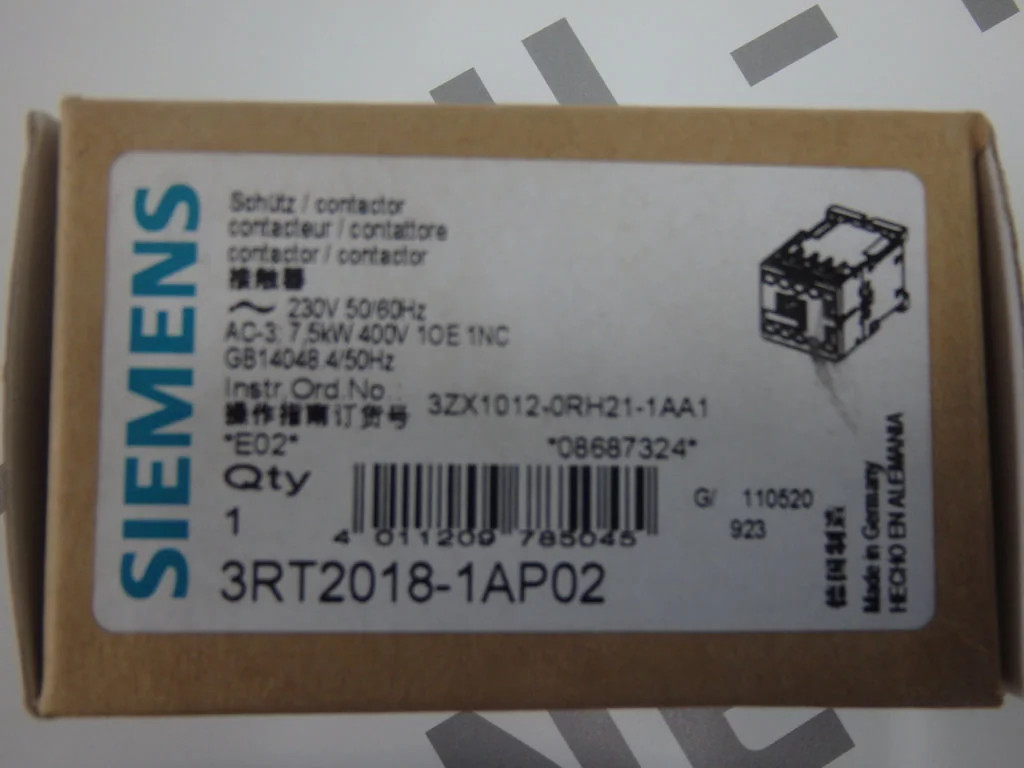 SIEMENS
Schütz / contactor
contacteur / contattore
contactor / contactor
接触器
~ 230V 50/60Hz
AC-3: 7,5kW 400V 1OE 1NC
GB14048.4/50Hz
Instr.Ord.No.:
操作指南订货号 3ZX1012-0RH21-1AA1
*E02* *08687324*
Qty
1
4 011209 785045
G/ 110520
923
3RT2018-1AP02
德国制造
Made in Germany
HECHO EN ALEMANIA